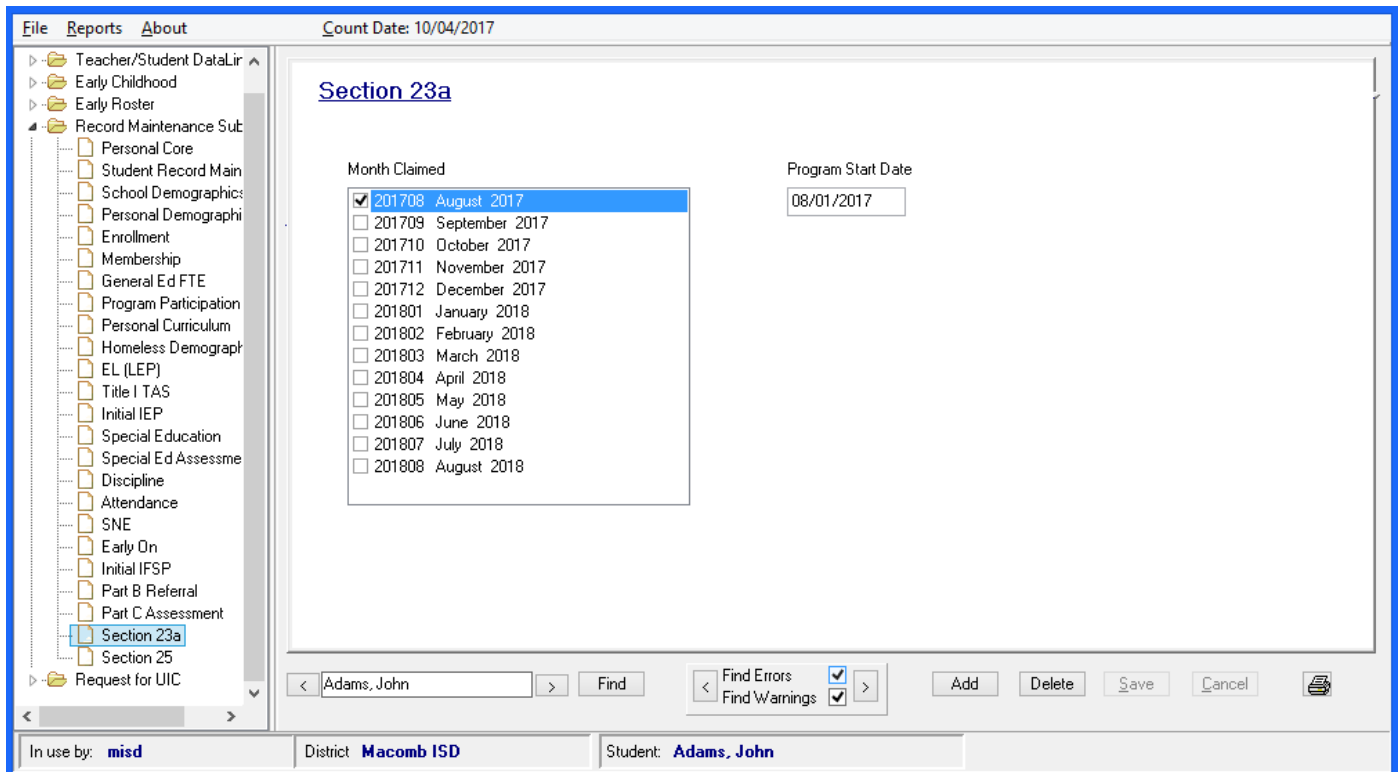 File Reports About Count Date: 10/04/2017
Teacher/Student DataLir
Early Childhood
Early Roster
Record Maintenance Sub
Personal Core
Student Record Main
School Demographics
Personal Demographi
Enrollment
Membership
General Ed FTE
Program Participation
Personal Curriculum
Homeless Demograph
EL (LEP)
Title I TAS
Initial IEP
Special Education
Special Ed Assessme
Discipline
Attendance
SNE
Early On
Initial IFSP
Part B Referral
Part C Assessment
Section 23a
Section 25
Request for UIC
Section 23a
Month Claimed
201708 August 2017
201709 September 2017
201710 October 2017
201711 November 2017
201712 December 2017
201801 January 2018
201802 February 2018
201803 March 2018
201804 April 2018
201805 May 2018
201806 June 2018
201807 July 2018
201808 August 2018
Program Start Date
08/01/2017
< Adams, John > Find
< Find Errors >
Find Warnings
Add Delete Save Cancel
In use by: misd District Macomb ISD Student: Adams, John